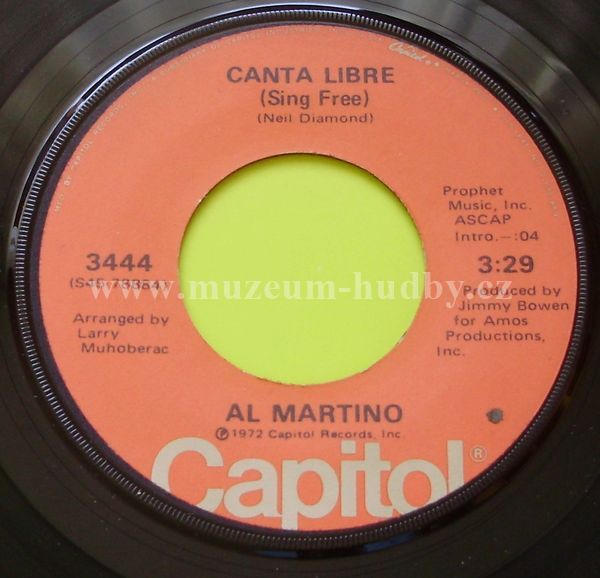 Capitol
CANTA LIBRE
(Sing Free)
(Neil Diamond)
Prophet
Music, Inc.
ASCAP
Intro.–:04
3444
3:29
Produced by
Jimmy Bowen
for Amos
Productions,
Inc.
Arranged by
Larry
Muhoberac
www.muzeum-hudby.cz
AL MARTINO
℗1972 Capitol Records, Inc.
Capitol®